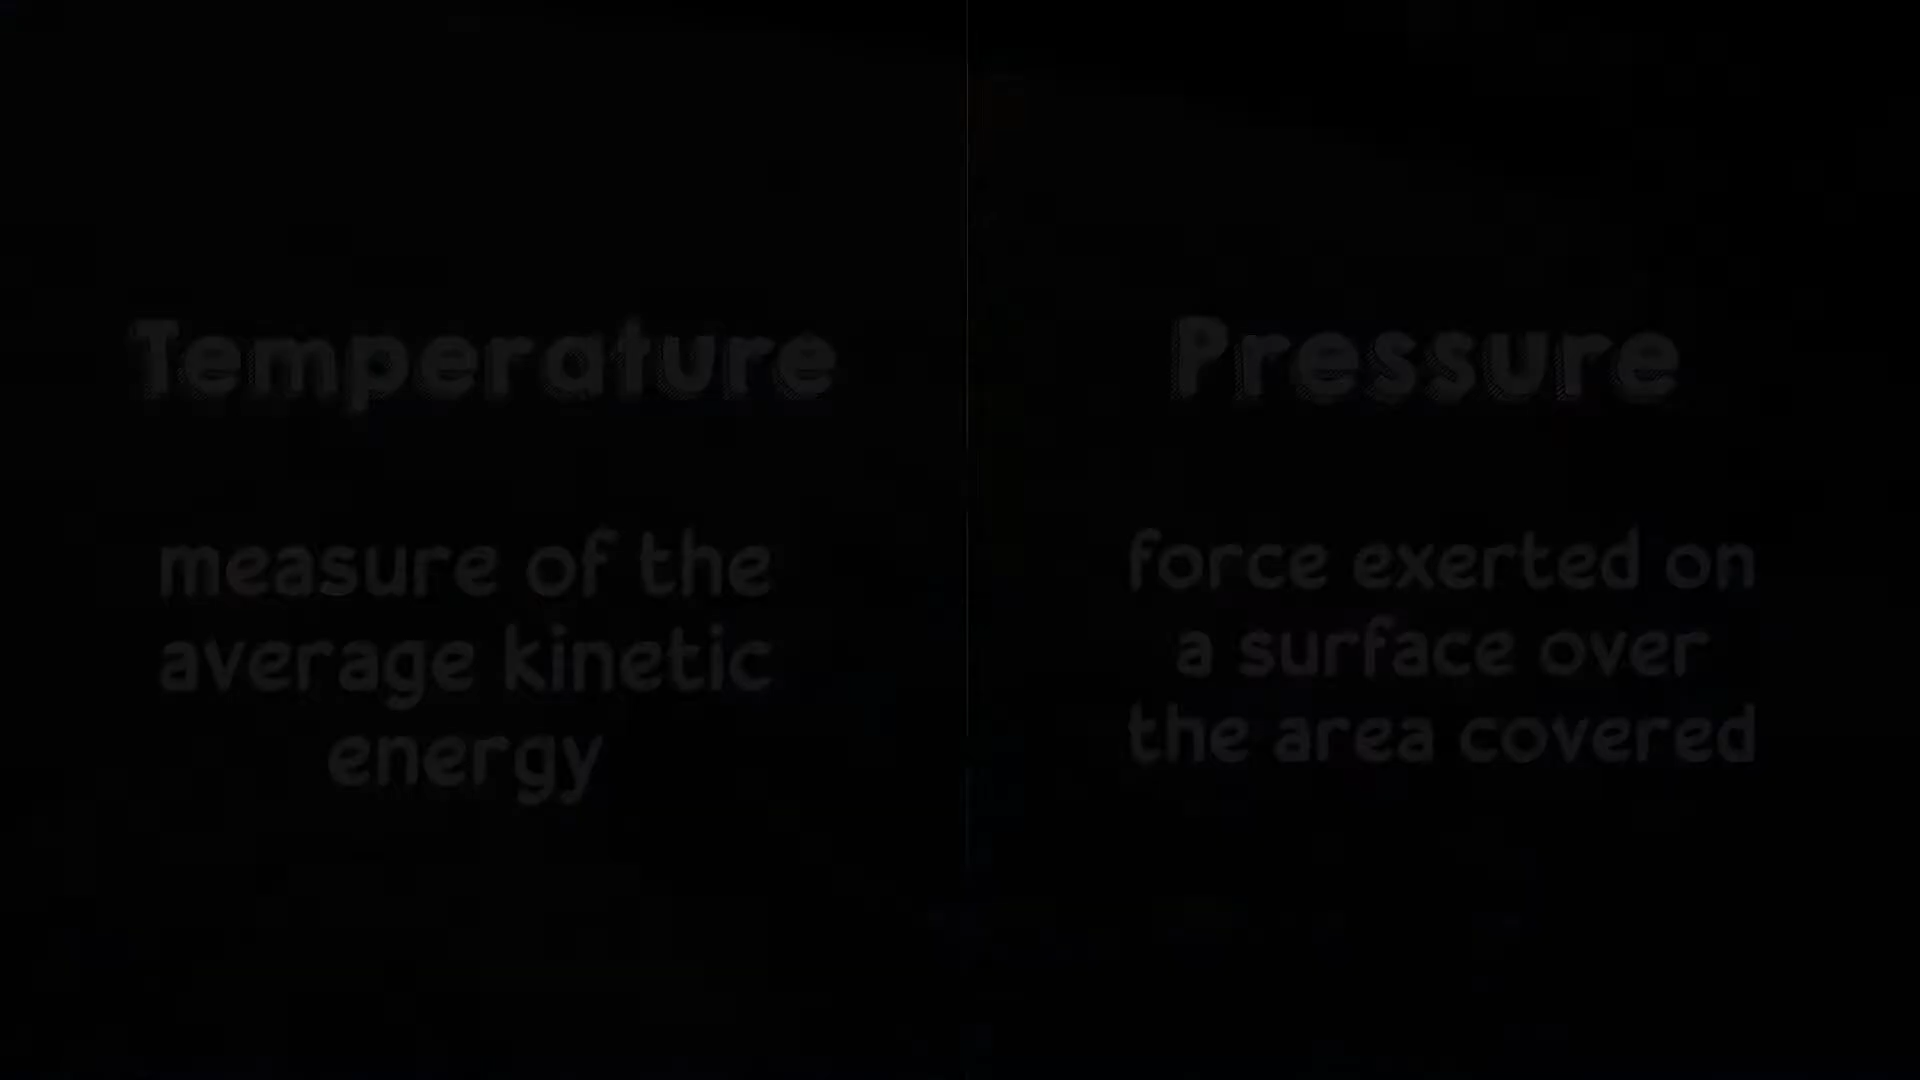 Temperature
measure of the
average kinetic
energy
Pressure
force exerted on
a surface over
the area covered